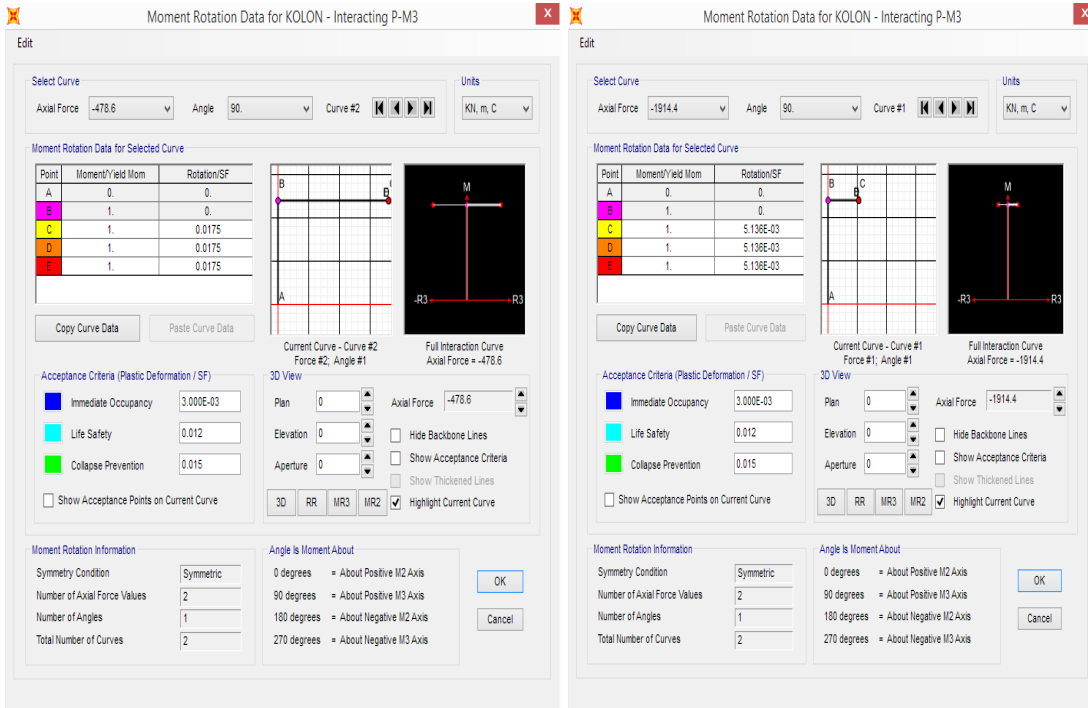 Moment Rotation Data for KOLON - Interacting P-M3
X
Edit
Select Curve
Axial Force -478.6 Angle 90. Curve #2
Units
KN, m, C
Moment Rotation Data for Selected Curve
Point Moment/Yield Mom Rotation/SF
A 0. 0.
B 1. 0.
C 1. 0.0175
D 1. 0.0175
E 1. 0.0175
Copy Curve Data Paste Curve Data
B
D
A
M
-R3 R3
Current Curve - Curve #2
Force #2; Angle #1
Full Interaction Curve
Axial Force = -478.6
Acceptance Criteria (Plastic Deformation / SF)
Immediate Occupancy 3.000E-03
Life Safety 0.012
Collapse Prevention 0.015
Show Acceptance Points on Current Curve
3D View
Plan 0 Axial Force -478.6
Elevation 0 Hide Backbone Lines
Aperture 0 Show Acceptance Criteria
Show Thickened Lines
3D RR MR3 MR2 Highlight Current Curve
Moment Rotation Information
Symmetry Condition Symmetric
Number of Axial Force Values 2
Number of Angles 1
Total Number of Curves 2
Angle Is Moment About
0 degrees = About Positive M2 Axis
90 degrees = About Positive M3 Axis
180 degrees = About Negative M2 Axis
270 degrees = About Negative M3 Axis
OK
Cancel
Moment Rotation Data for KOLON - Interacting P-M3
X
Edit
Select Curve
Axial Force -1914.4 Angle 90. Curve #1
Units
KN, m, C
Moment Rotation Data for Selected Curve
Point Moment/Yield Mom Rotation/SF
A 0. 0.
B 1. 0.
C 1. 5.136E-03
D 1. 5.136E-03
E 1. 5.136E-03
Copy Curve Data Paste Curve Data
B C
A
M
-R3 R3
Current Curve - Curve #1
Force #1; Angle #1
Full Interaction Curve
Axial Force = -1914.4
Acceptance Criteria (Plastic Deformation / SF)
Immediate Occupancy 3.000E-03
Life Safety 0.012
Collapse Prevention 0.015
Show Acceptance Points on Current Curve
3D View
Plan 0 Axial Force -1914.4
Elevation 0 Hide Backbone Lines
Aperture 0 Show Acceptance Criteria
Show Thickened Lines
3D RR MR3 MR2 Highlight Current Curve
Moment Rotation Information
Symmetry Condition Symmetric
Number of Axial Force Values 2
Number of Angles 1
Total Number of Curves 2
Angle Is Moment About
0 degrees = About Positive M2 Axis
90 degrees = About Positive M3 Axis
180 degrees = About Negative M2 Axis
270 degrees = About Negative M3 Axis
OK
Cancel